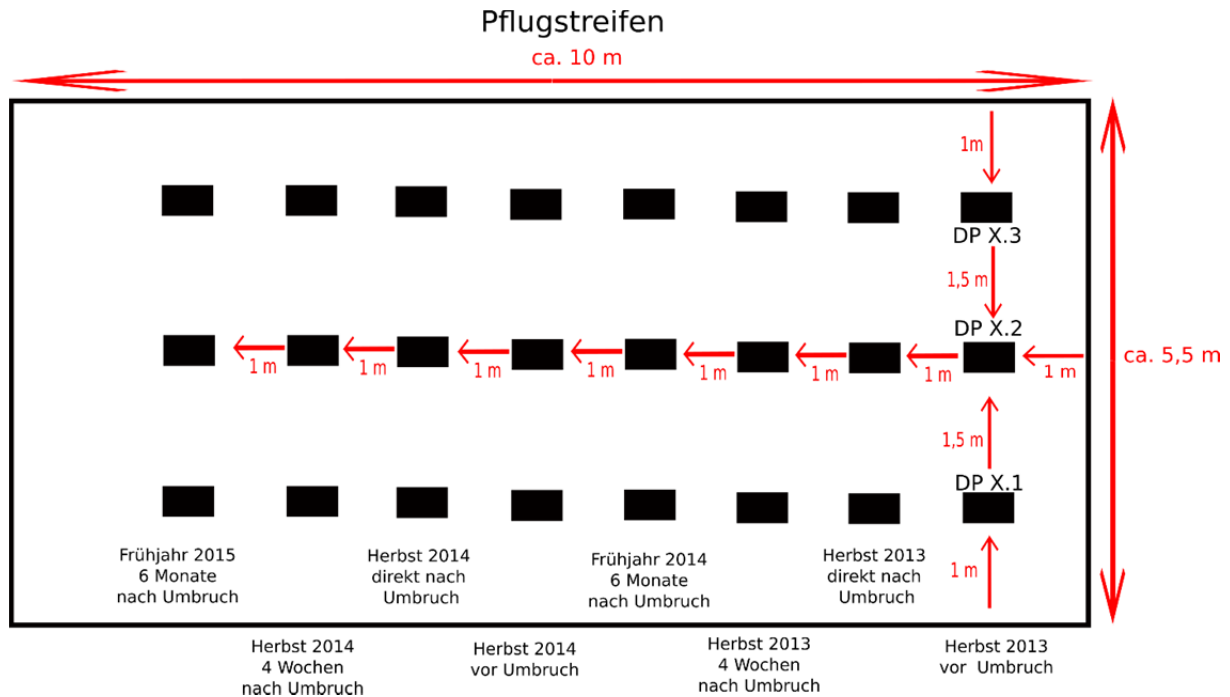 Pflugstreifen
ca. 10 m
1m
DP X.3
1,5 m
DP X.2
1 m
1 m
1 m
1 m
1 m
1 m
1 m
1 m
ca. 5,5 m
1,5 m
DP X.1
1 m
Frühjahr 2015
6 Monate
nach Umbruch
Herbst 2014
direkt nach
Umbruch
Frühjahr 2014
6 Monate
nach Umbruch
Herbst 2013
direkt nach
Umbruch
Herbst 2014
4 Wochen
nach Umbruch
Herbst 2014
vor Umbruch
Herbst 2013
4 Wochen
nach Umbruch
Herbst 2013
vor Umbruch